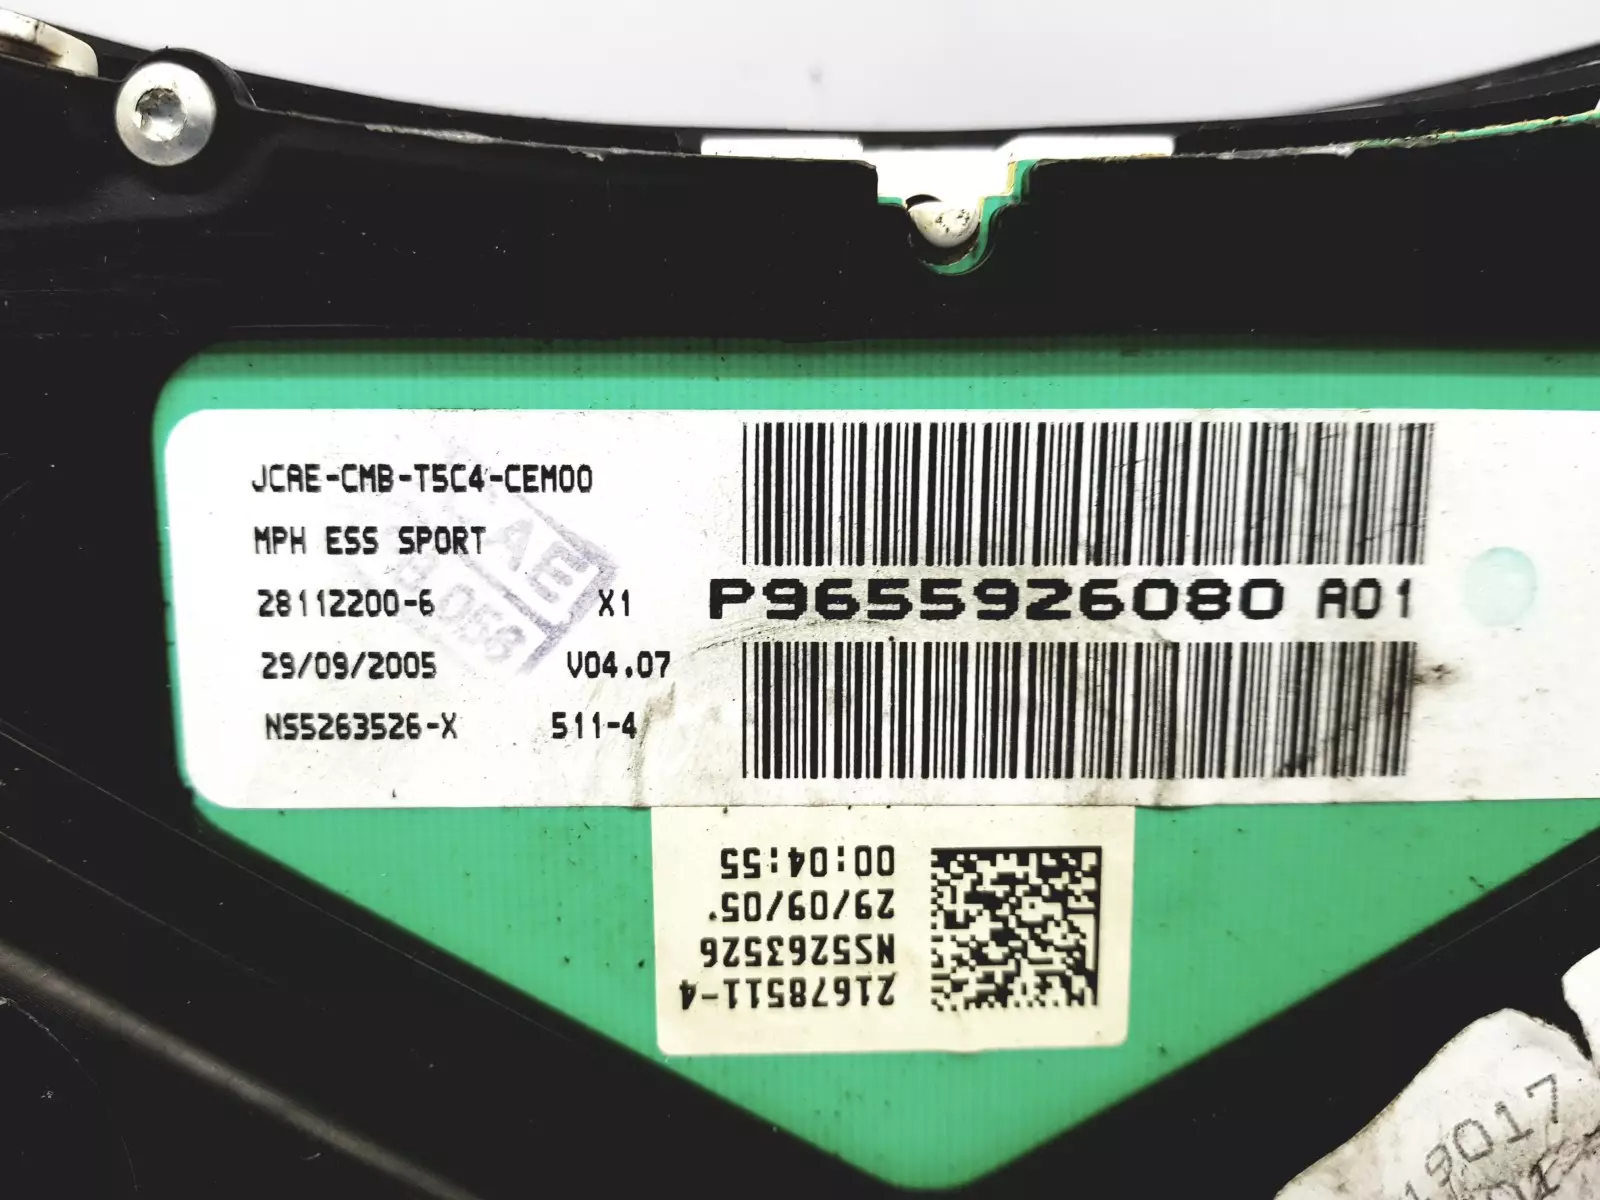 JCAE-CMB-T5C4-CEM00
MPH ESS SPORT
28112200-6 X1
29/09/2005 V04.07
NS5263526-X 511-4
P9655926080 A01
21678511-4
NS5263526
29/09/05
00:04:55
19017